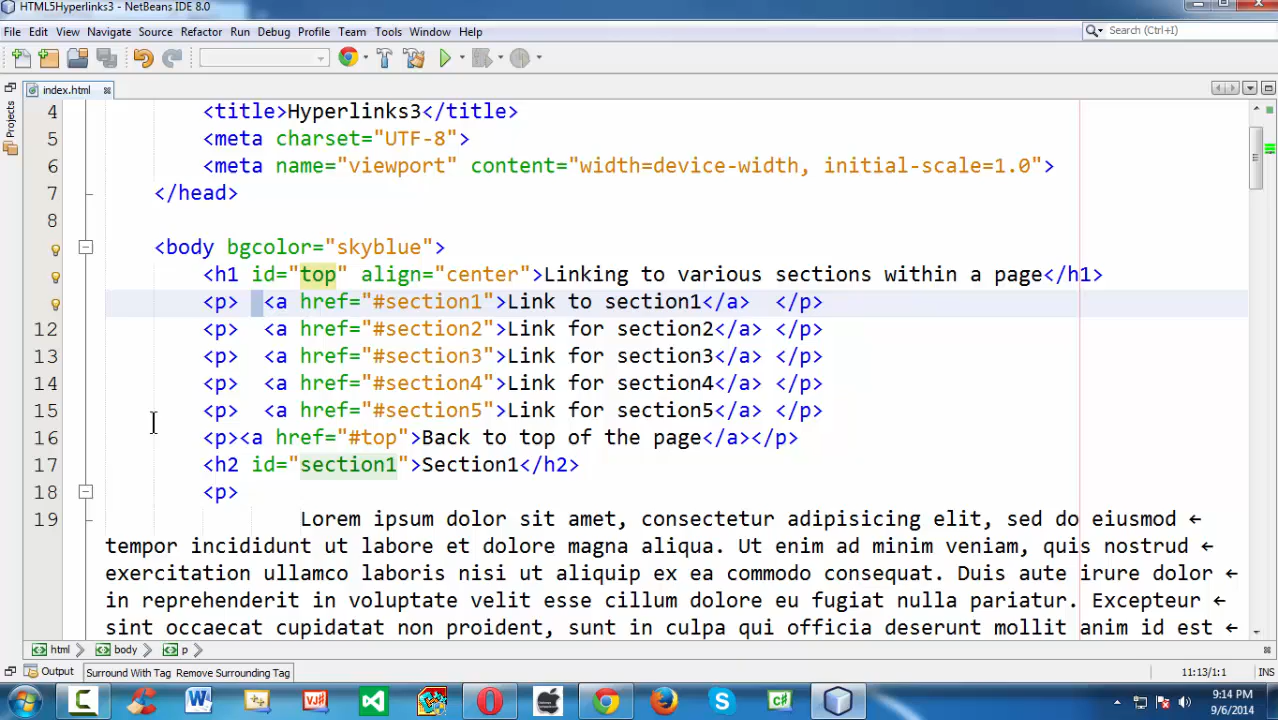 HTML5Hyperlinks3 - NetBeans IDE 8.0
File Edit View Navigate Source Refactor Run Debug Profile Team Tools Window Help
Search (Ctrl+I)
index.html
Projects
4 <title>Hyperlinks3</title>
5 <meta charset="UTF-8">
6 <meta name="viewport" content="width=device-width, initial-scale=1.0">
7 </head>
8
<body bgcolor="skyblue">
<h1 id="top" align="center">Linking to various sections within a page</h1>
<p> <a href="#section1">Link to section1</a> </p>
12 <p> <a href="#section2">Link for section2</a> </p>
13 <p> <a href="#section3">Link for section3</a> </p>
14 <p> <a href="#section4">Link for section4</a> </p>
15 <p> <a href="#section5">Link for section5</a> </p>
16 <p><a href="#top">Back to top of the page</a></p>
17 <h2 id="section1">Section1</h2>
18 <p>
19 Lorem ipsum dolor sit amet, consectetur adipisicing elit, sed do eiusmod ←
tempor incididunt ut labore et dolore magna aliqua. Ut enim ad minim veniam, quis nostrud ←
exercitation ullamco laboris nisi ut aliquip ex ea commodo consequat. Duis aute irure dolor ←
in reprehenderit in voluptate velit esse cillum dolore eu fugiat nulla pariatur. Excepteur ←
sint occaecat cupidatat non proident, sunt in culpa qui officia deserunt mollit anim id est ←
html body p
Output Surround With Tag Remove Surrounding Tag
11:13/1:1 INS
9:14 PM
9/6/2014